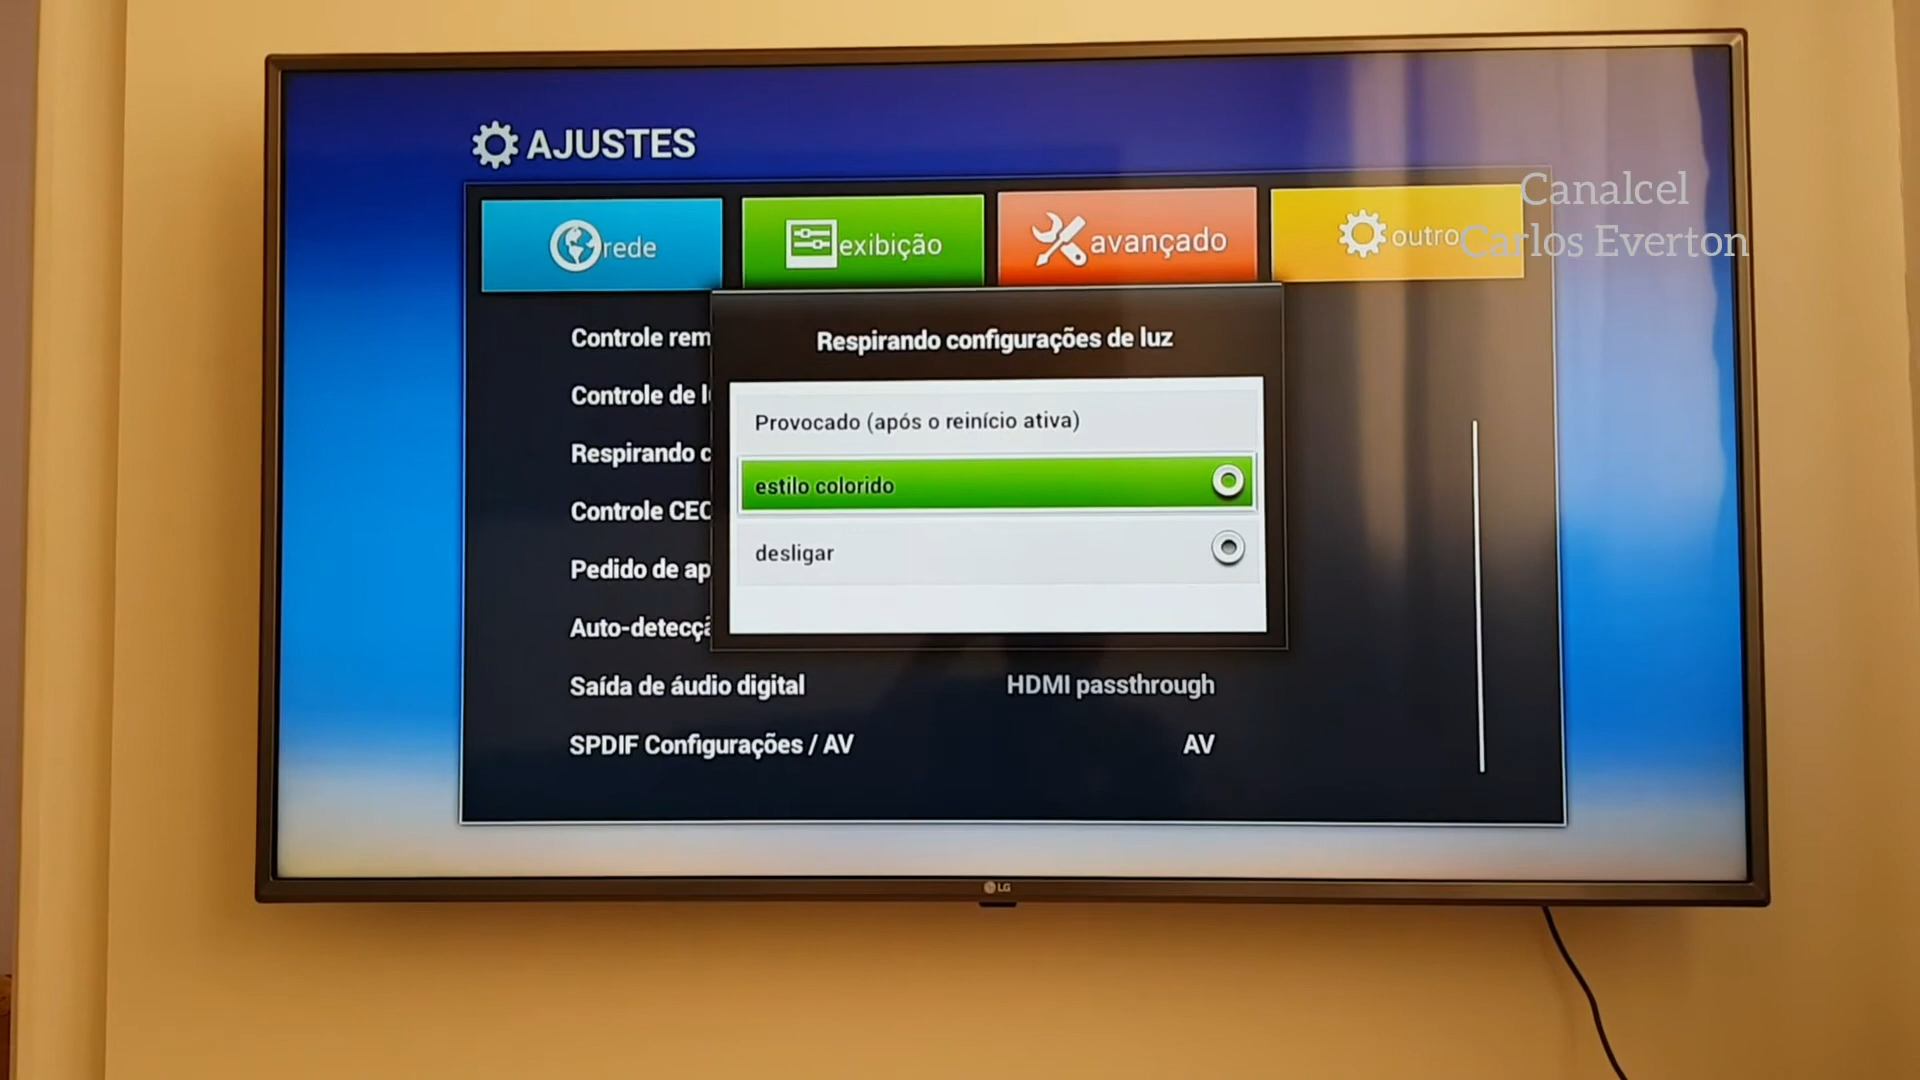 AJUSTES
rede
exibição
avançado
outro
Canalcel
Carlos Everton
Controle rem
Controle de l
Respirando c
Controle CEC
Pedido de ap
Auto-detecçã
Respirando configurações de luz
Provocado (após o reinício ativa)
estilo colorido
desligar
Saída de áudio digital
HDMI passthrough
SPDIF Configurações / AV
AV
LG